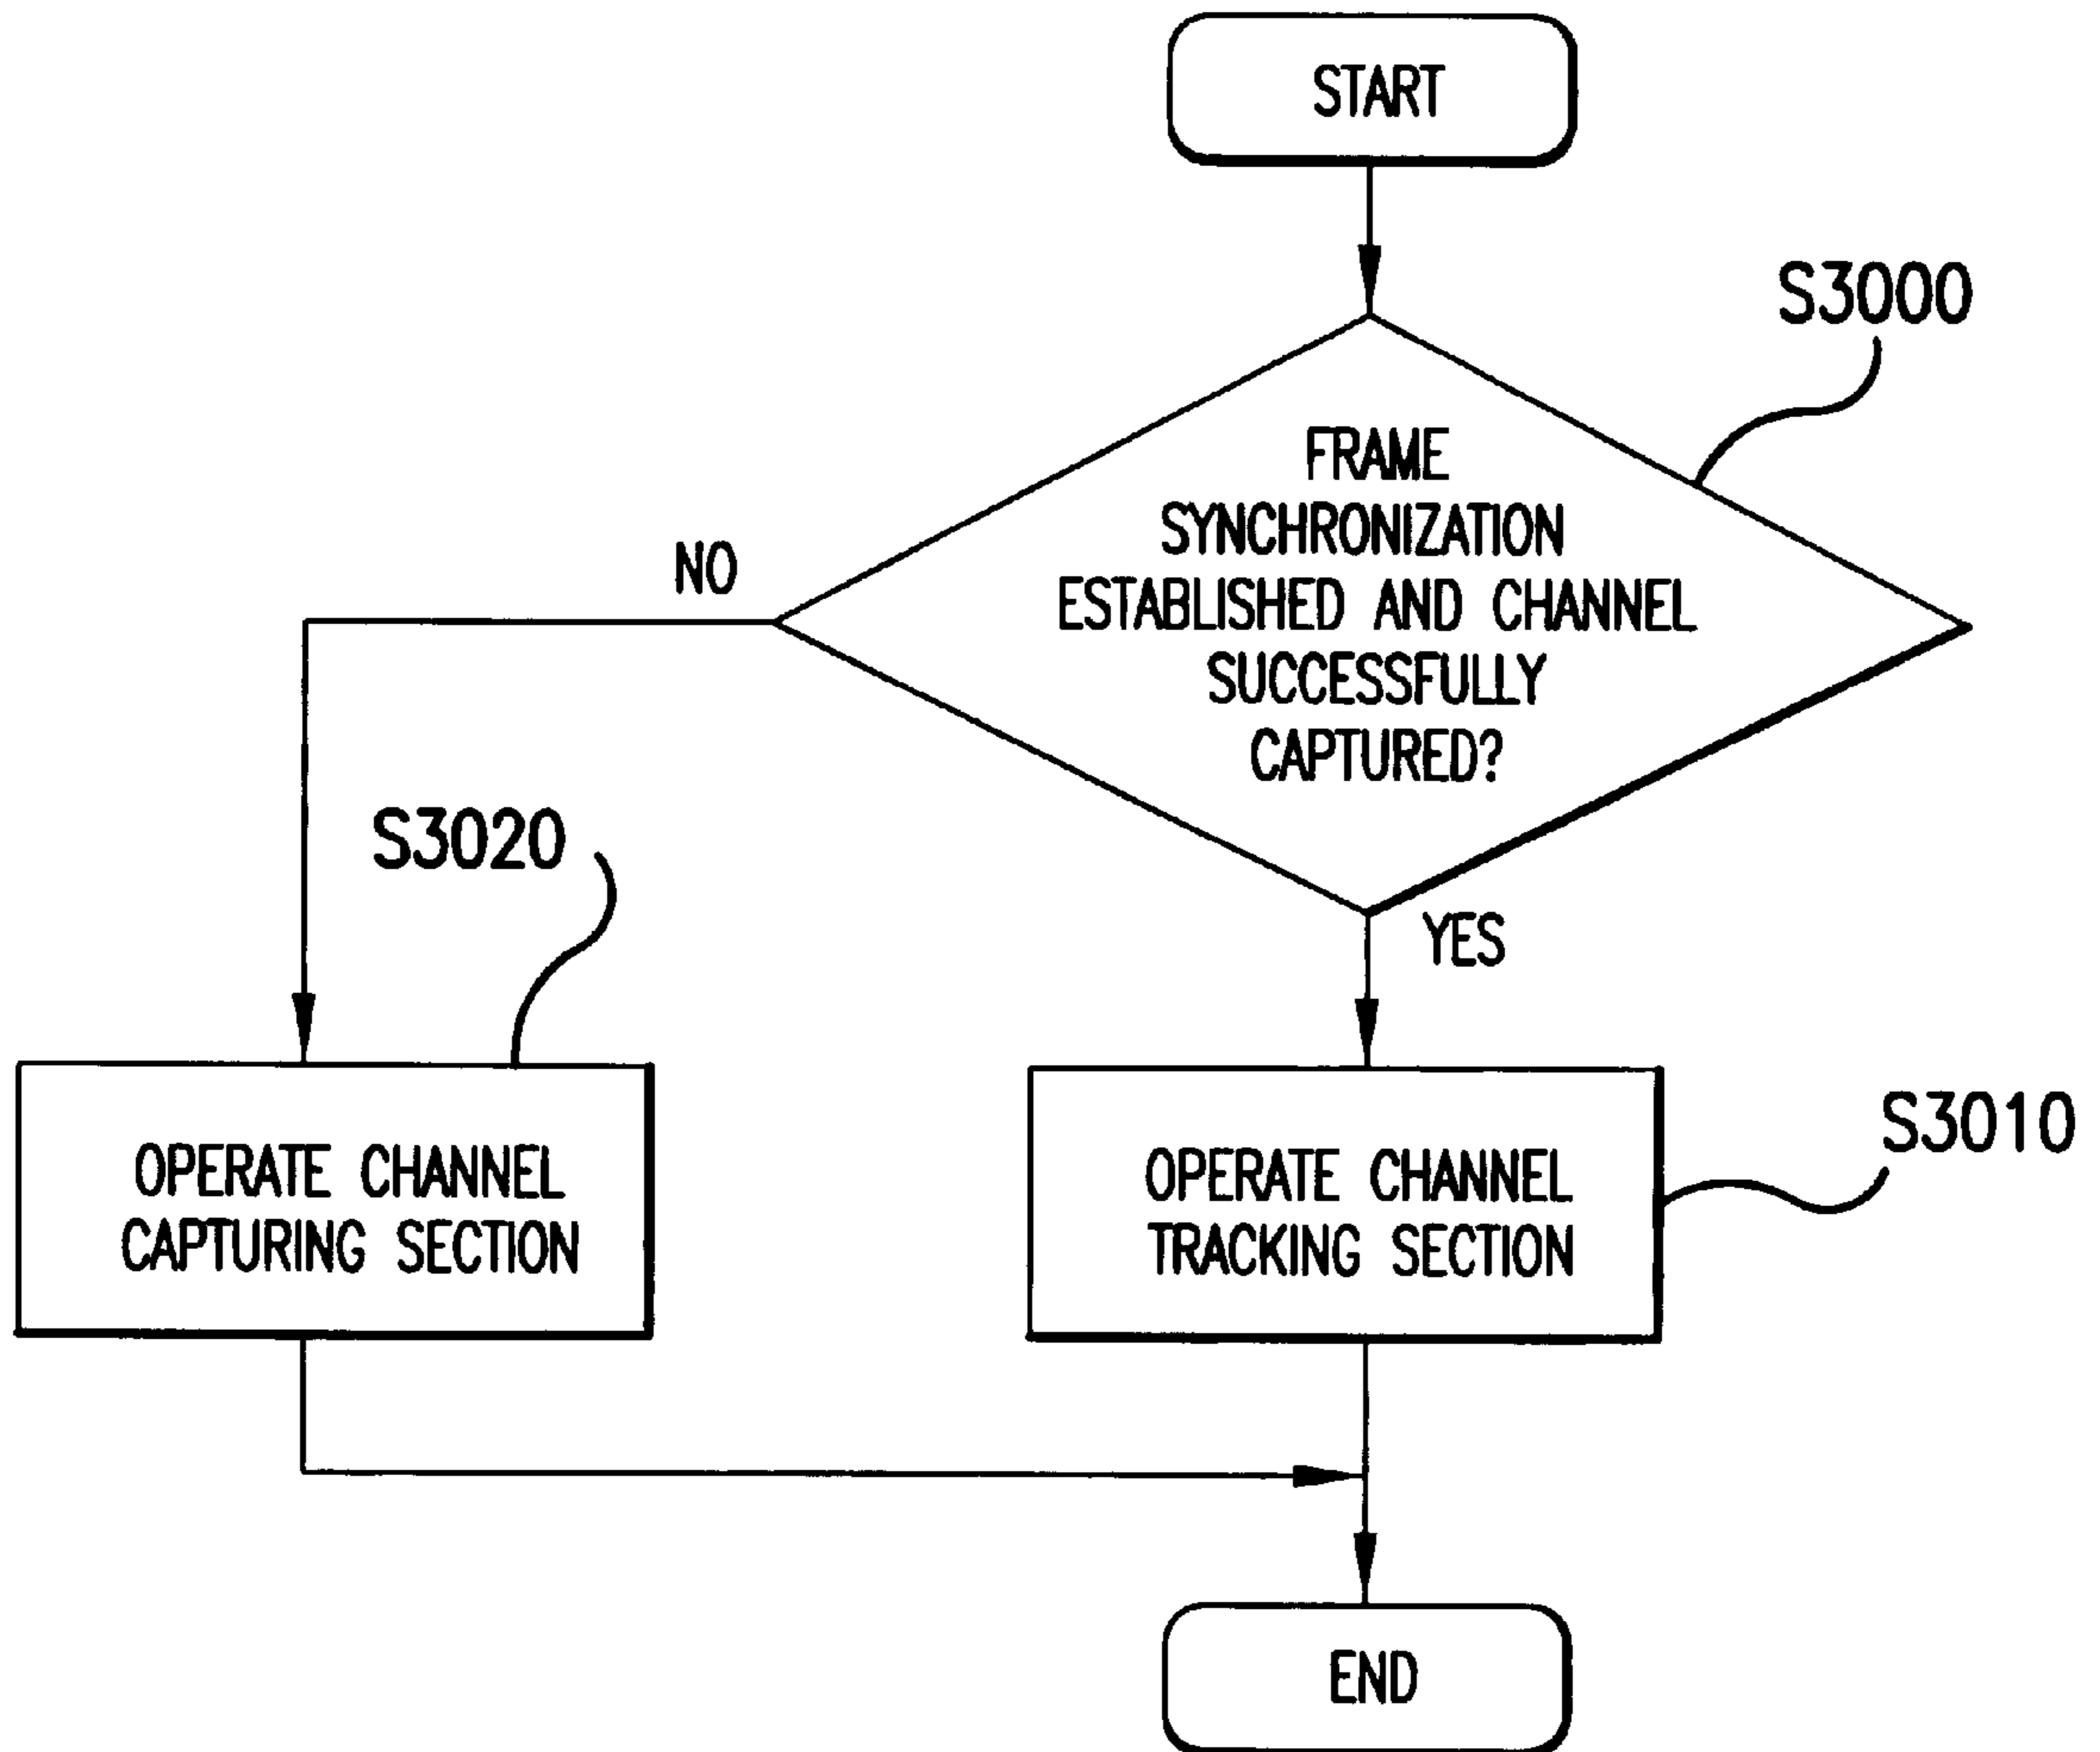 START
S3000
FRAME
SYNCHRONIZATION
ESTABLISHED AND CHANNEL
SUCCESSFULLY
CAPTURED?
NO
YES
S3020
OPERATE CHANNEL
CAPTURING SECTION
OPERATE CHANNEL
TRACKING SECTION
S3010
END